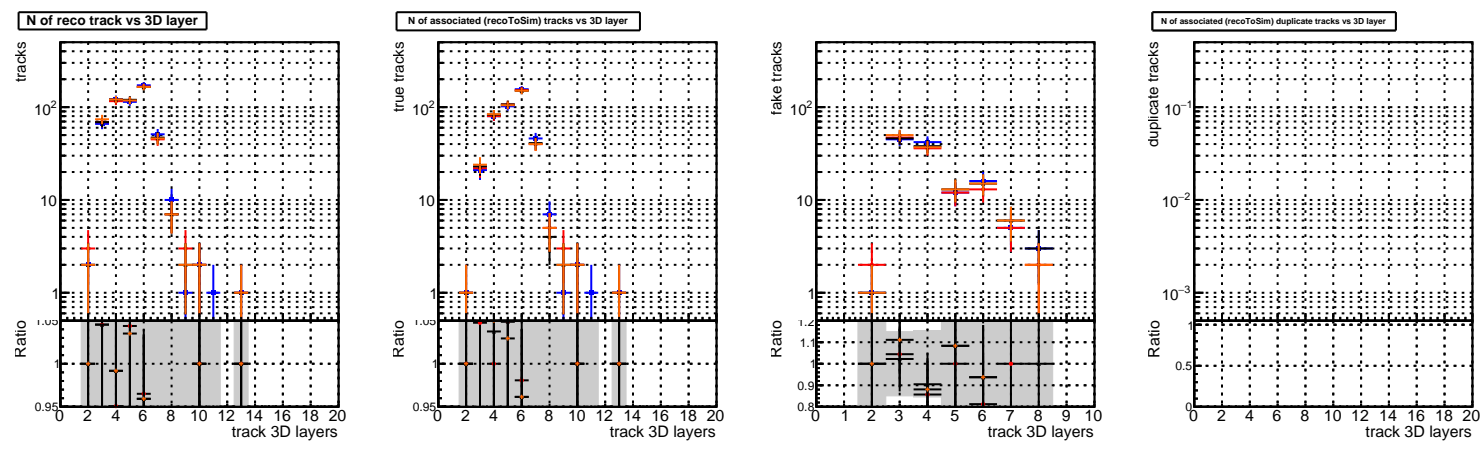 N of reco track vs 3D layer
tracks
10²
10
1
Ratio
1.05
1
0.95
0 2 4 6 8 10 12 14 16 18 20
track 3D layers
N of associated (recoToSim) tracks vs 3D layer
true tracks
10²
10
1
Ratio
1.05
1
0.95
0 2 4 6 8 10 12 14 16 18 20
track 3D layers
fake tracks
10²
10
1
Ratio
1.2
1.1
1
0.9
0.8
0 1 2 3 4 5 6 7 8 9 10
track 3D layers
N of associated (recoToSim) duplicate tracks vs 3D layer
duplicate tracks
10⁻¹
10⁻²
10⁻³
Ratio
1
0.5
0
0 2 4 6 8 10 12 14 16 18 20
track 3D layers